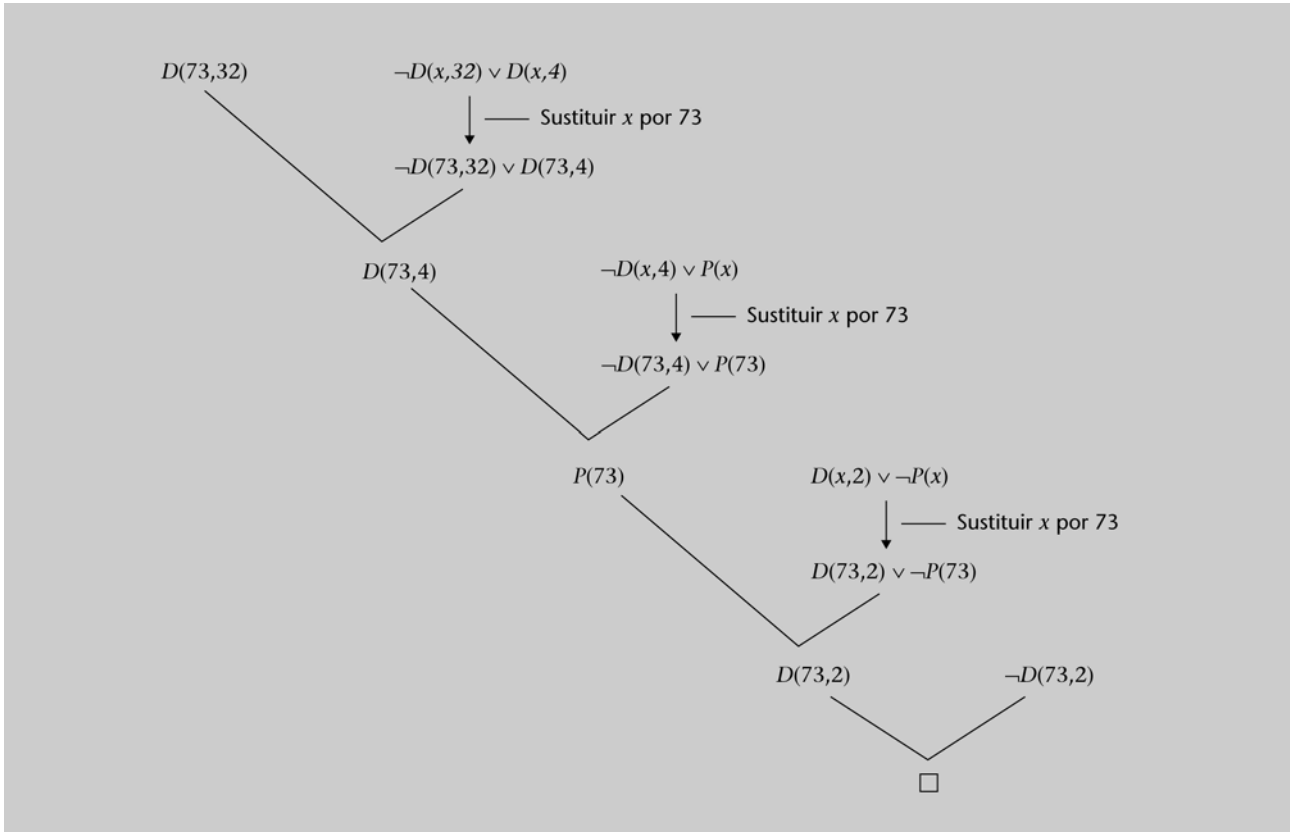 D(73,32) ¬D(x,32) ∨ D(x,4)
Sustituir x por 73
¬D(73,32) ∨ D(73,4)
D(73,4) ¬D(x,4) ∨ P(x)
Sustituir x por 73
¬D(73,4) ∨ P(73)
P(73) D(x,2) ∨ ¬P(x)
Sustituir x por 73
D(73,2) ∨ ¬P(73)
D(73,2) ¬D(73,2)
□